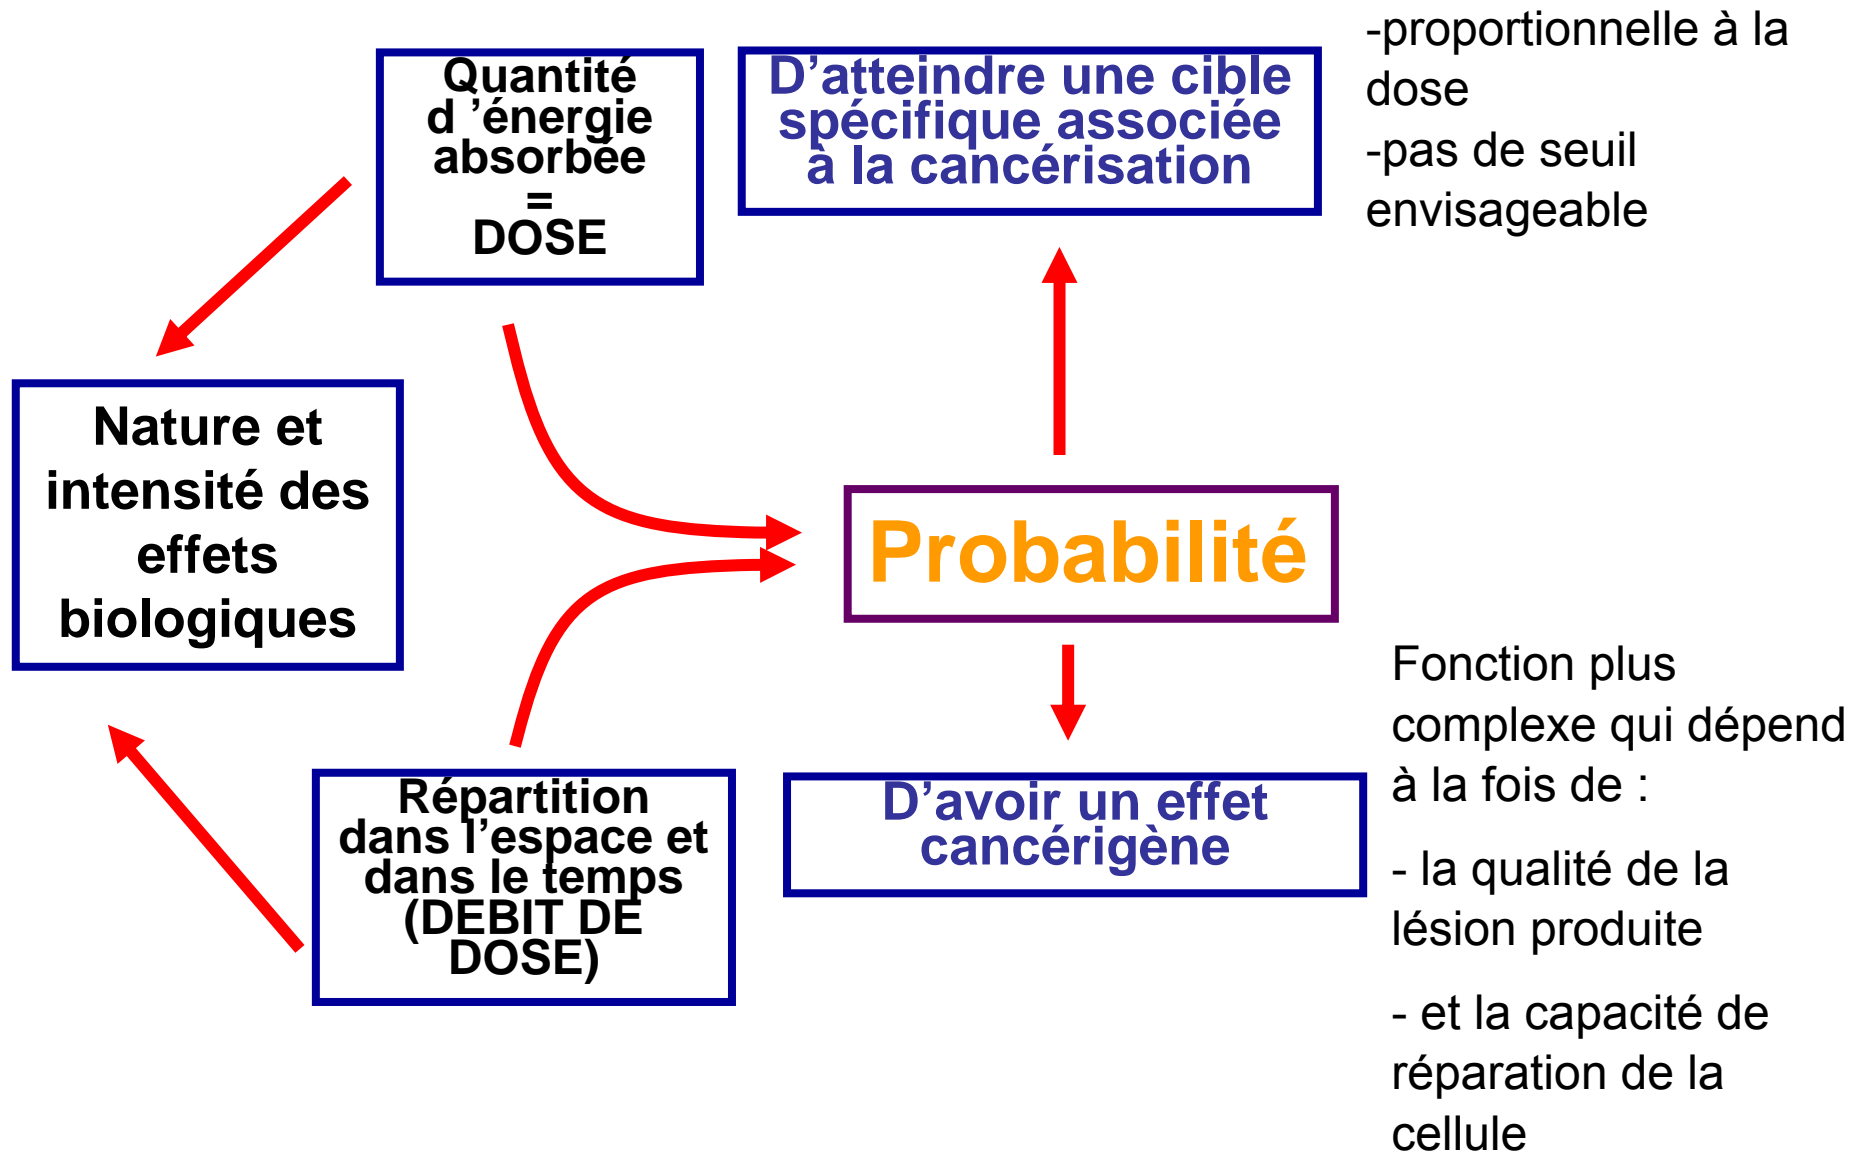 Quantité
d ’énergie
absorbée
=
DOSE
D’atteindre une cible
spécifique associée
à la cancérisation
-proportionnelle à la
dose
-pas de seuil
envisageable
Nature et
intensité des
effets
biologiques
Probabilité
Répartition
dans l’espace et
dans le temps
(DEBIT DE
DOSE)
D’avoir un effet
cancérigène
Fonction plus
complexe qui dépend
à la fois de :
- la qualité de la
lésion produite
- et la capacité de
réparation de la
cellule